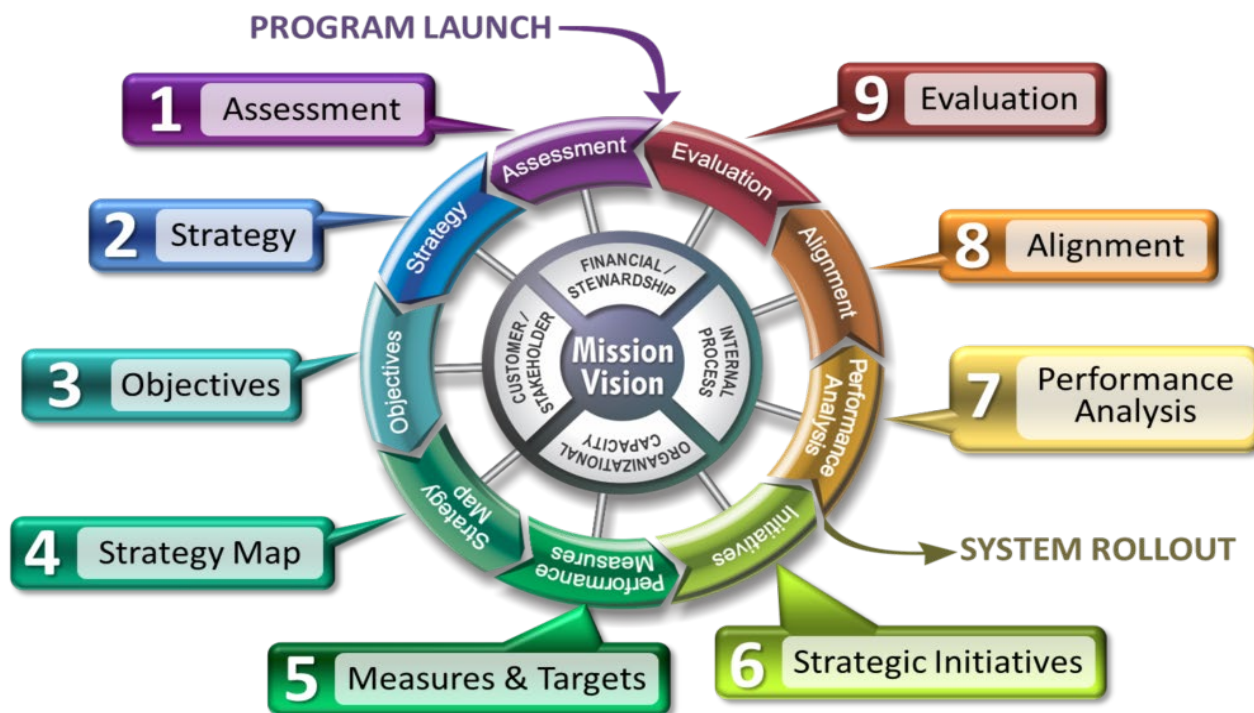 PROGRAM LAUNCH
1 Assessment
2 Strategy
3 Objectives
4 Strategy Map
5 Measures & Targets
6 Strategic Initiatives
7 Performance
Analysis
8 Alignment
9 Evaluation
SYSTEM ROLLOUT
Assessment
Strategy
Objectives
Strategy
Map
Performance
Measures
Initiatives
Performance
Analysis
Alignment
Evaluation
FINANCIAL /
STEWARDSHIP
INTERNAL
PROCESS
ORGANIZATIONAL
CAPACITY
CUSTOMER /
STAKEHOLDER
Mission
Vision